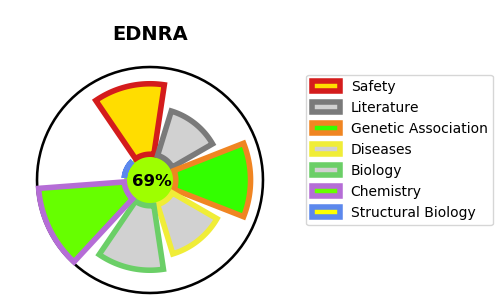 EDNRA
69%
Safety
Literature
Genetic Association
Diseases
Biology
Chemistry
Structural Biology